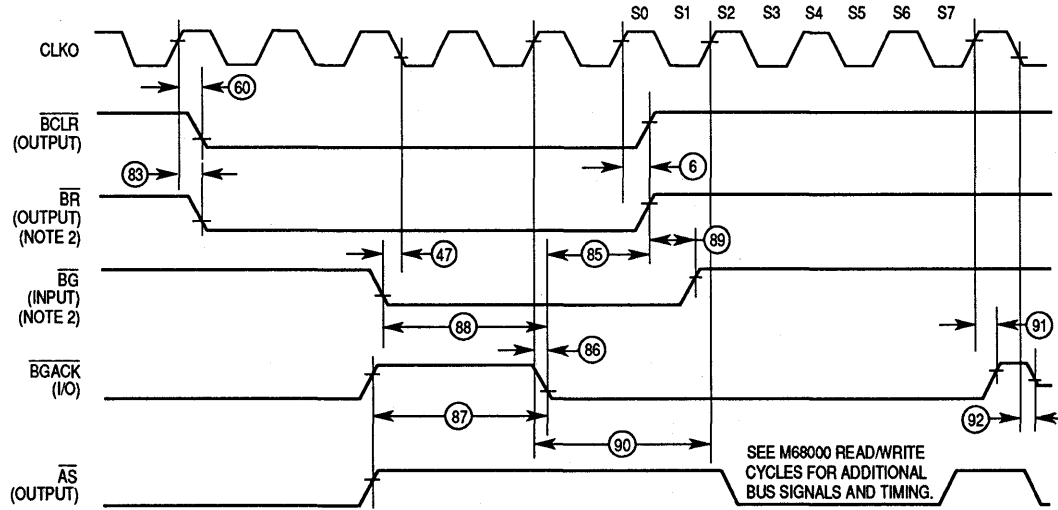 S0 S1 S2 S3 S4 S5 S6 S7
CLKO
60
BCLR
(OUTPUT)
83
6
BR
(OUTPUT)
(NOTE 2)
47
85
89
BG
(INPUT)
(NOTE 2)
88
86
91
BGACK
(I/O)
87
92
90
SEE M68000 READ/WRITE
CYCLES FOR ADDITIONAL
BUS SIGNALS AND TIMING.
AS
(OUTPUT)